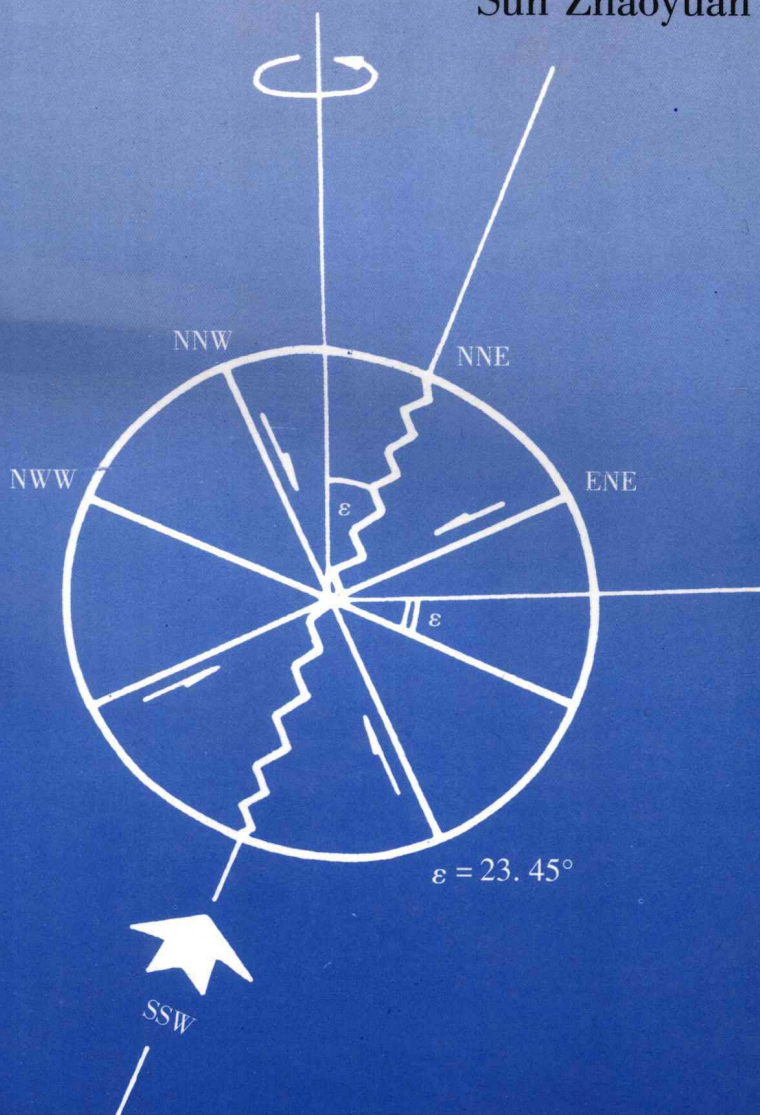 Sun Zhaoyuan
NNW
NNE
NWW
ENE
ε
ε
ε = 23. 45°
SSW